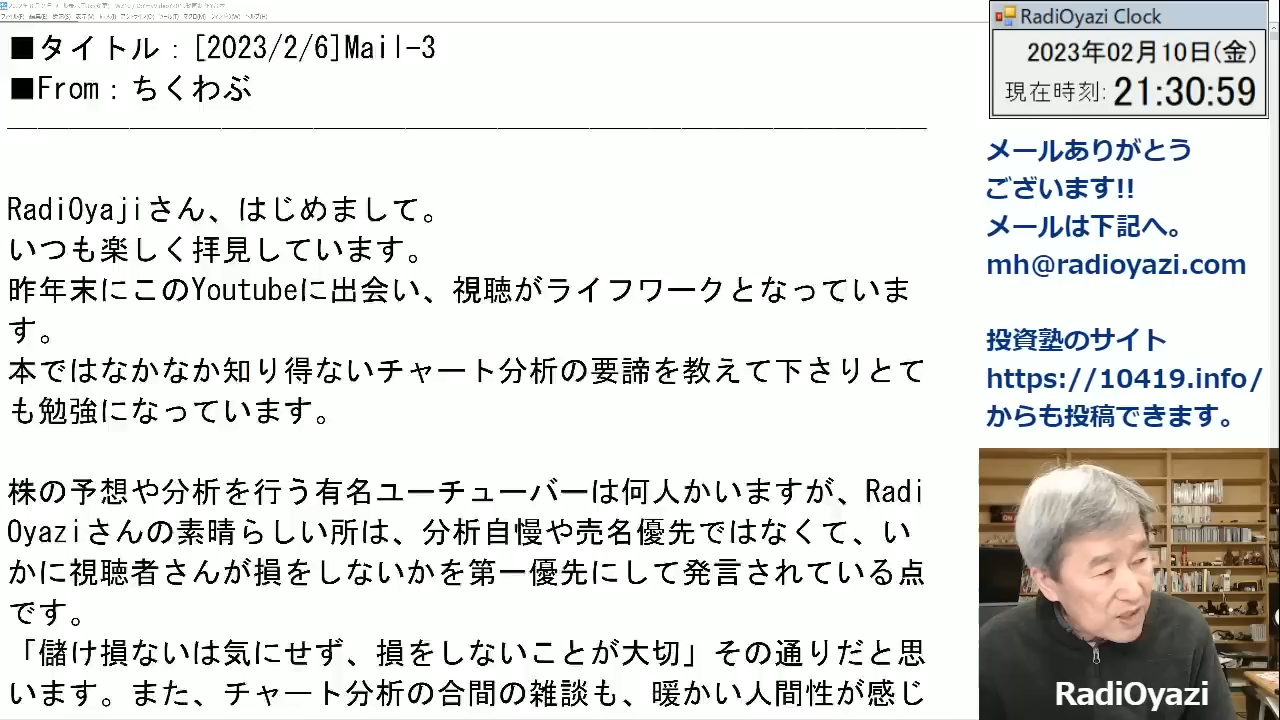 ■タイトル：[2023/2/6]Mail-3
■From：ちくわぶ
RadiOyajiさん、はじめまして。
いつも楽しく拝見しています。
昨年末にこのYoutubeに出会い、視聴がライフワークとなっていま
す。
本ではなかなか知り得ないチャート分析の要諦を教えて下さりとて
も勉強になっています。
株の予想や分析を行う有名ユーチューバーは何人かいますが、Radi
Oyaziさんの素晴らしい所は、分析自慢や売名優先ではなくて、い
かに視聴者さんが損をしないかを第一優先にして発言されている点
です。
「儲け損ないは気にせず、損をしないことが大切」その通りだと思
います。また、チャート分析の合間の雑談も、暖かい人間性が感じ
RadiOyazi Clock
2023年02月10日(金)
現在時刻: 21:30:59
メールありがとう
ございます!!
メールは下記へ。
mh@radioyazi.com
投資塾のサイト
https://10419.info/
からも投稿できます。
RadiOyazi